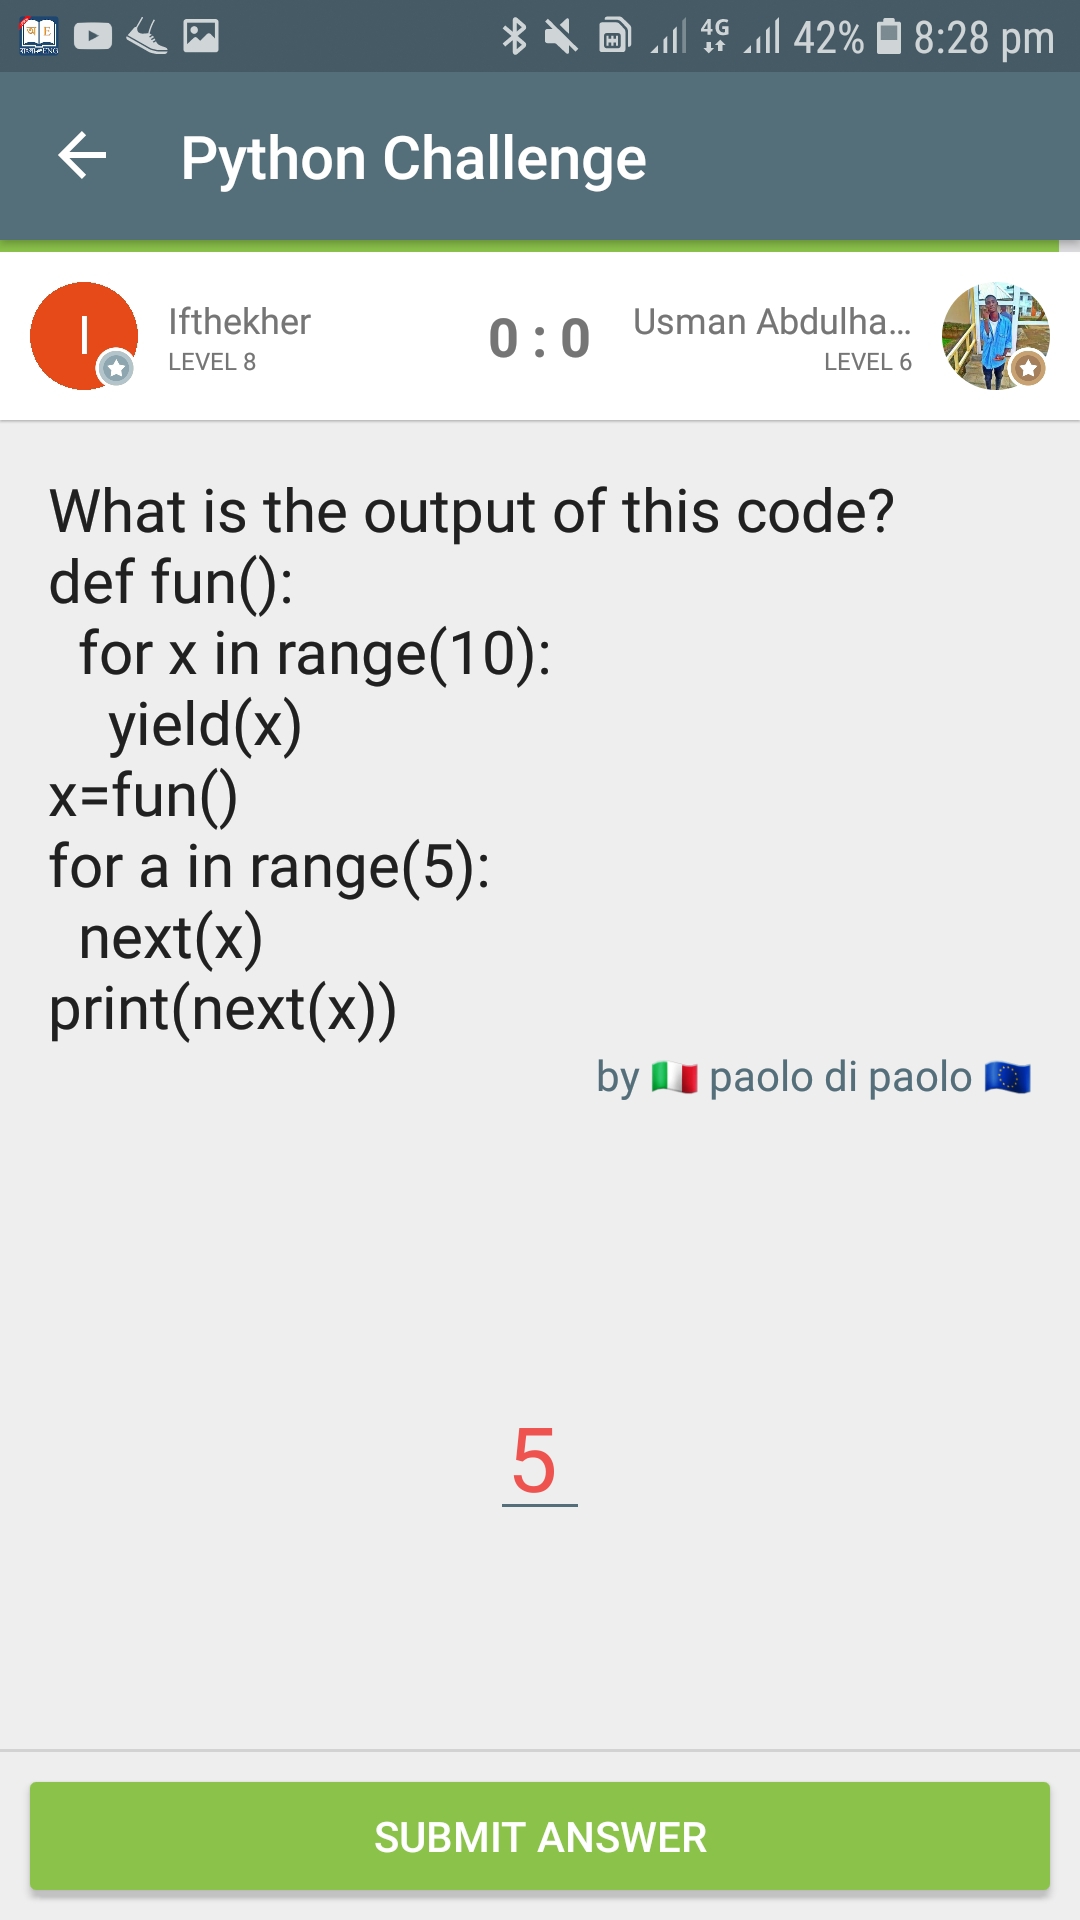 4G 42% 8:28 pm
Python Challenge
I
Ifthekher
LEVEL 8
0 : 0
Usman Abdulha...
LEVEL 6
What is the output of this code?
def fun():
  for x in range(10):
    yield(x)
x=fun()
for a in range(5):
  next(x)
print(next(x))
by 🇮🇹 paolo di paolo 🇪🇺
5
SUBMIT ANSWER